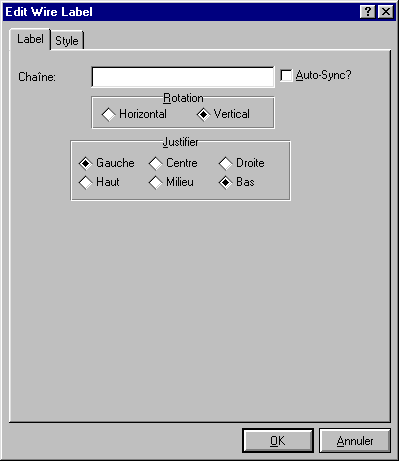 Edit Wire Label
Label Style
Chaîne: Auto-Sync?
Rotation
Horizontal Vertical
Justifier
Gauche Centre Droite
Haut Milieu Bas
OK Annuler